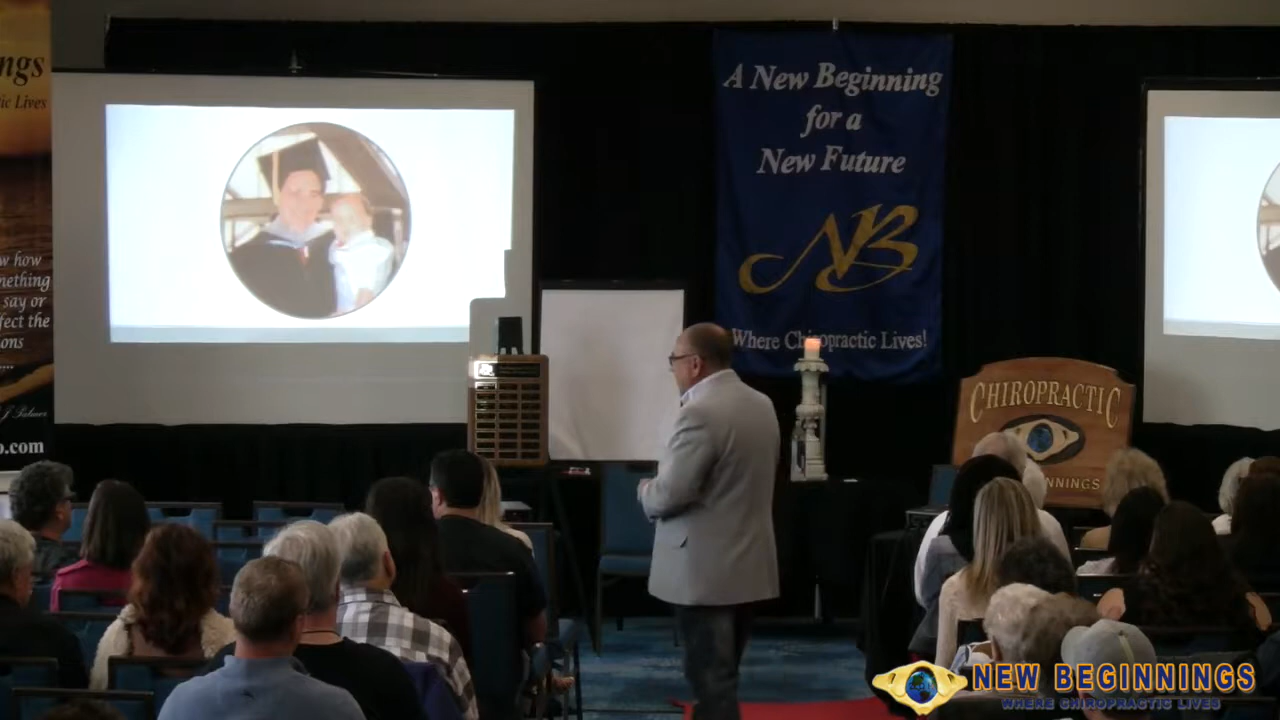 ngs
ic Lives
w how
nething
say or
fect the
ons
....
J Palmer
o.com
A New Beginning
for a
New Future
NB
Where Chiropractic Lives!
CHIROPRACTIC
NNINGS
NEW BEGINNINGS
WHERE CHIROPRACTIC LIVES